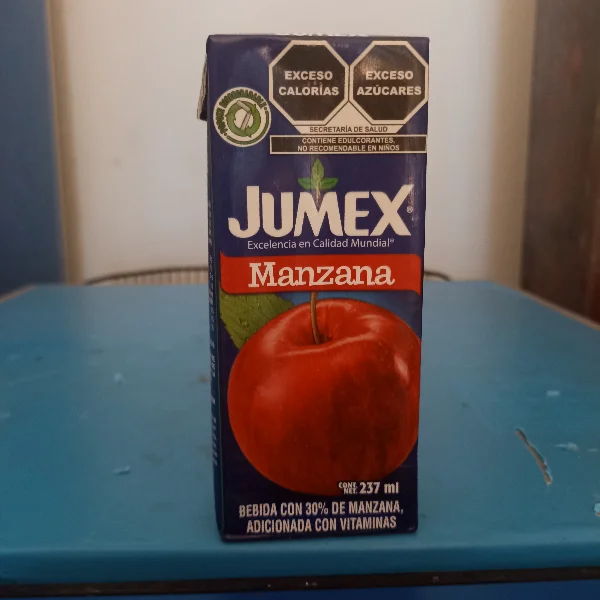 EXCESO
CALORÍAS
EXCESO
AZÚCARES
SECRETARÍA DE SALUD
CONTIENE EDULCORANTES,
NO RECOMENDABLE EN NIÑOS
JUMEX®
Excelencia en Calidad Mundial®
Manzana
CONT.
NET. 237 ml
BEBIDA CON 30% DE MANZANA,
ADICIONADA CON VITAMINAS